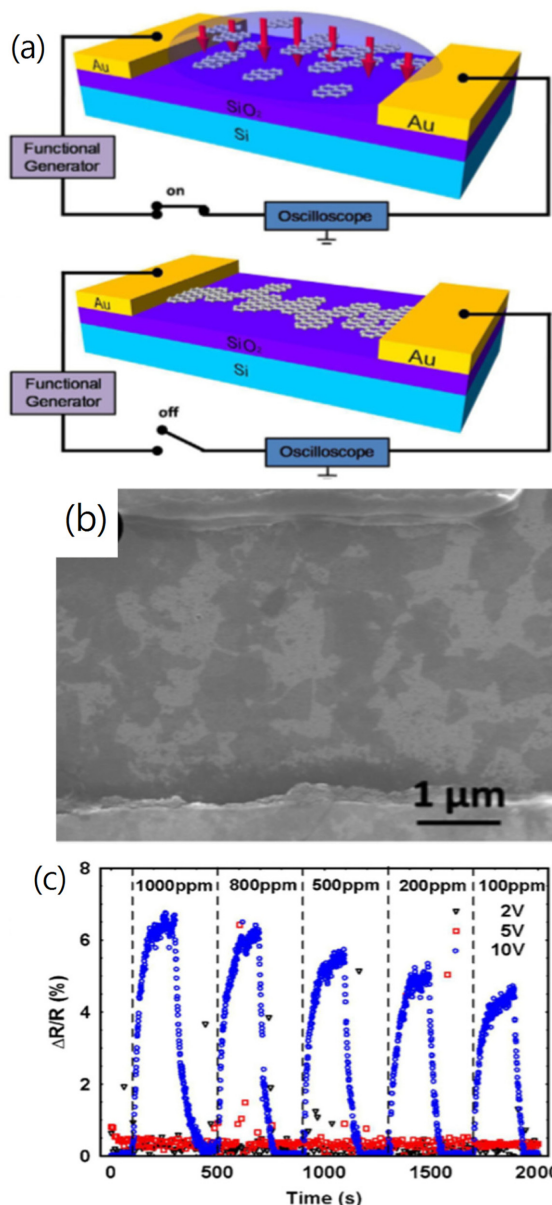 (a)
Au
SiO₂
Si
Au
Functional
Generator
on
Oscilloscope
Au
SiO₂
Si
Au
Functional
Generator
off
Oscilloscope
(b)
1 µm
(c)
8
1000ppm
800ppm
500ppm
200ppm
100ppm
2V
5V
10V
6
4
2
0
ΔR/R (%)
0
500
1000
1500
2000
Time (s)